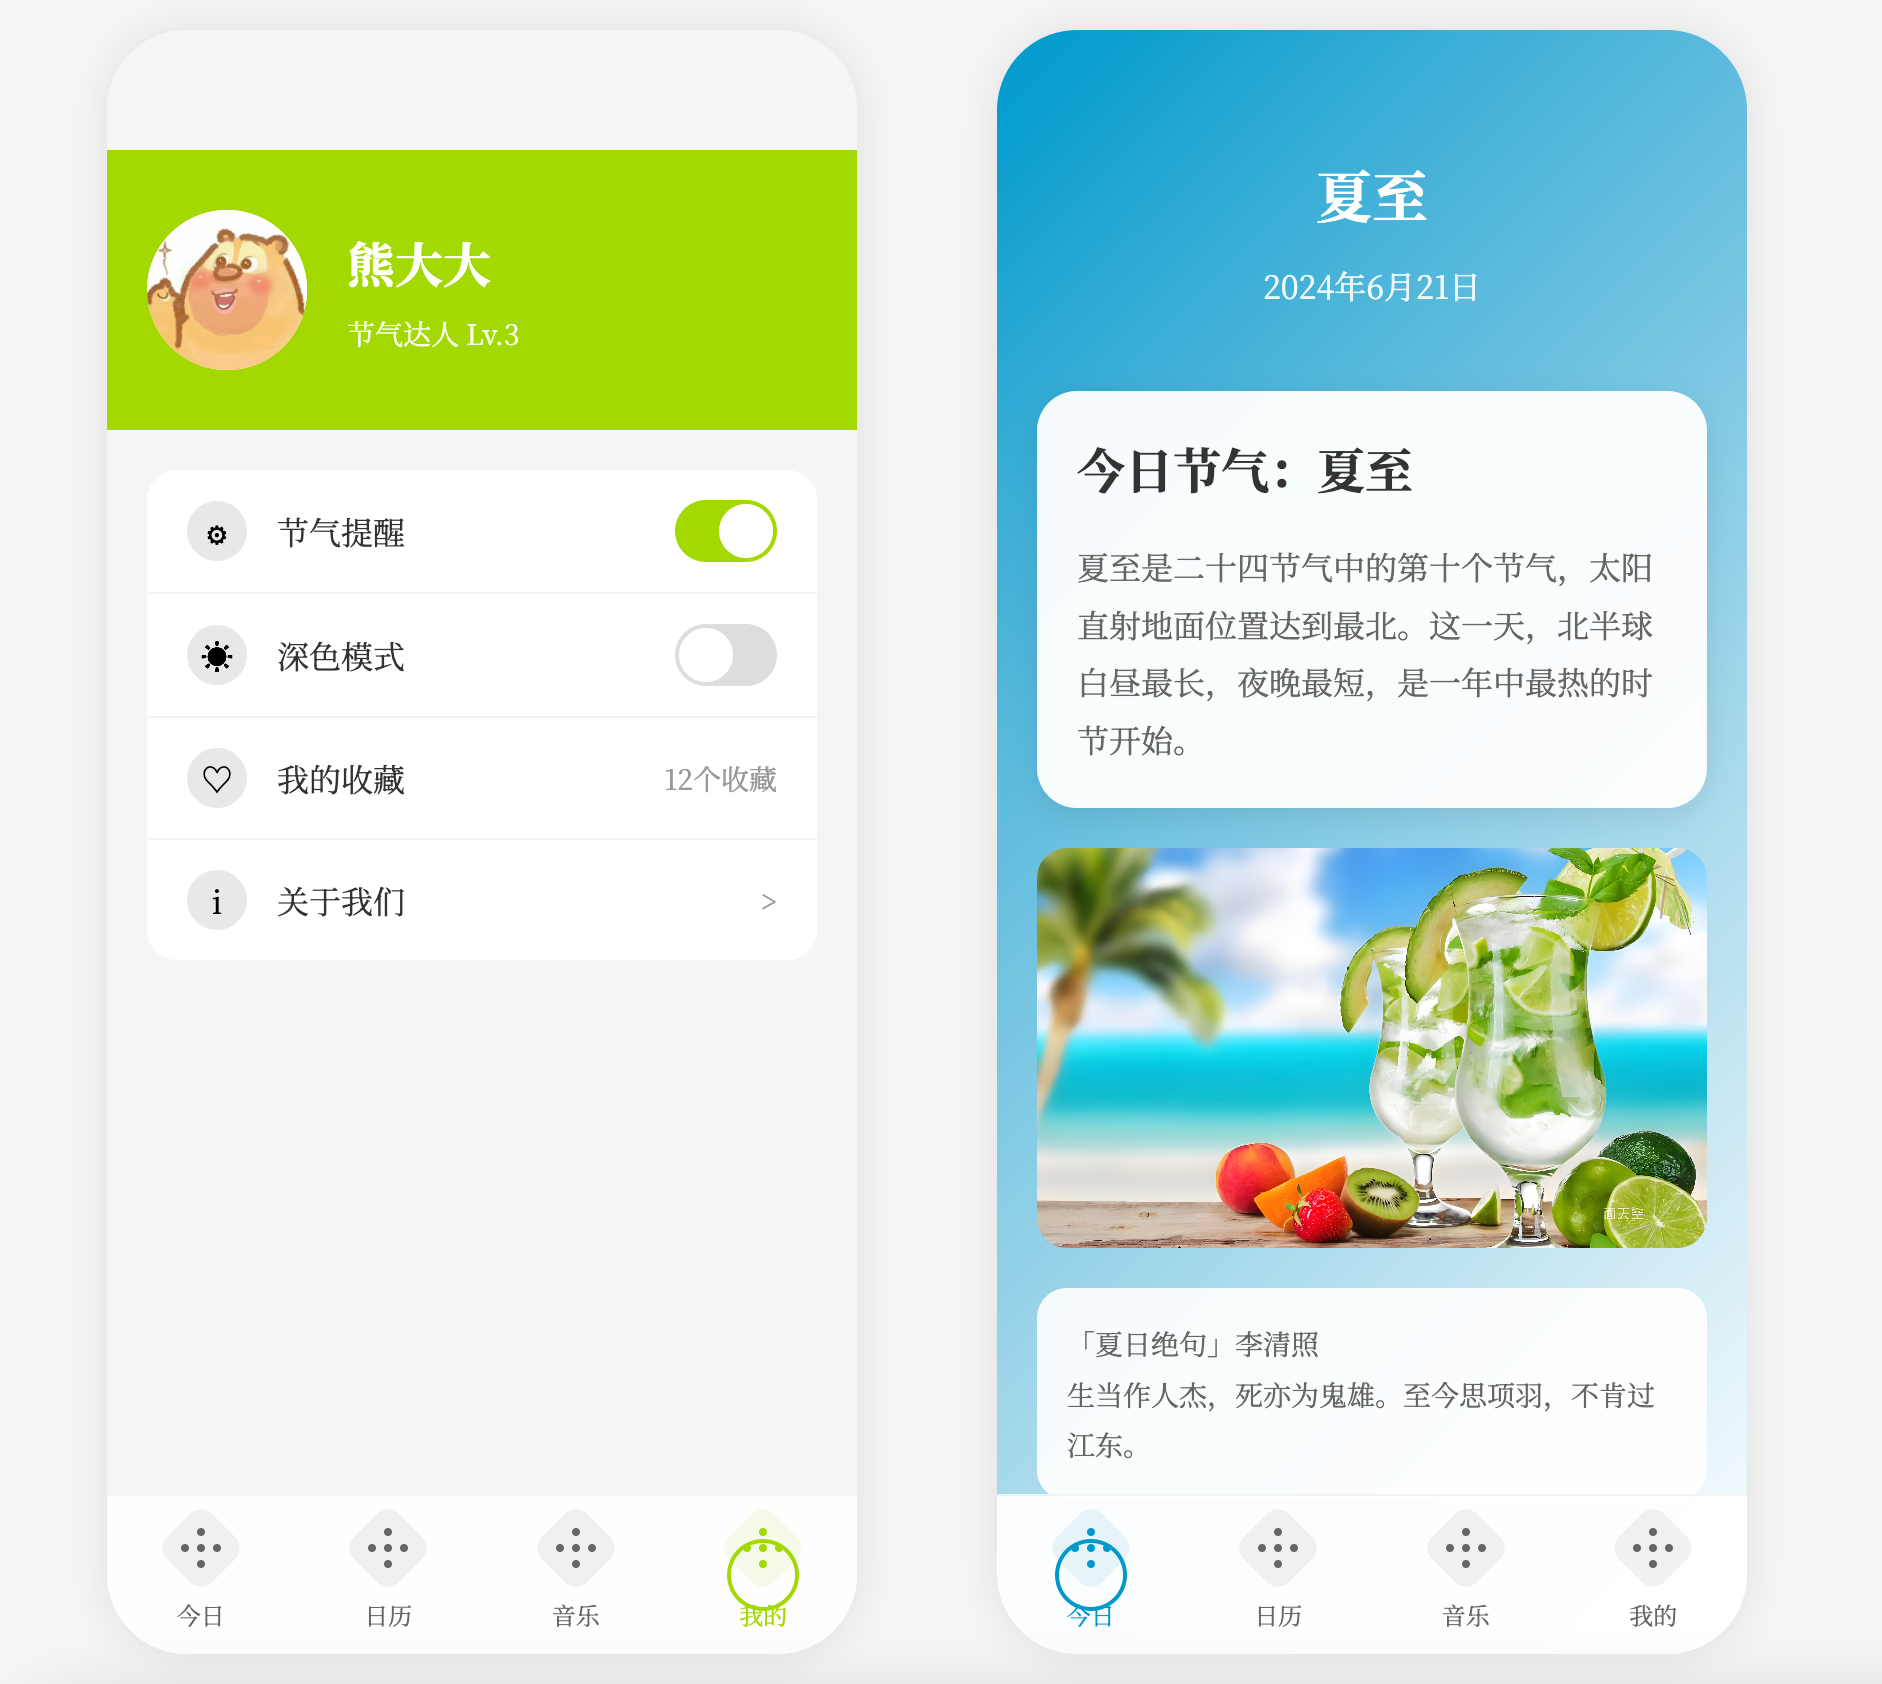 熊大大
节气达人 Lv.3
节气提醒
深色模式
我的收藏
12个收藏
i
关于我们
>
今日
日历
音乐
我的
夏至
2024年6月21日
今日节气：夏至
夏至是二十四节气中的第十个节气，太阳
直射地面位置达到最北。这一天，北半球
白昼最长，夜晚最短，是一年中最热的时
节开始。
面天空
「夏日绝句」李清照
生当作人杰，死亦为鬼雄。至今思项羽，不肯过
江东。
今日
日历
音乐
我的